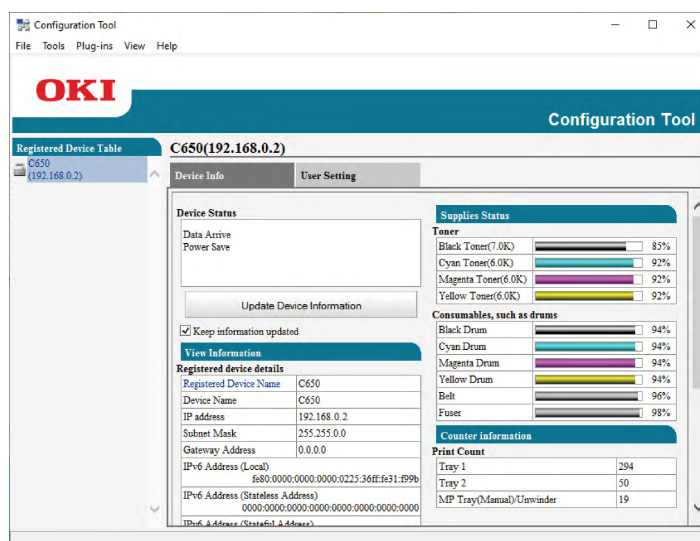 Configuration Tool
File Tools Plug-ins View Help
OKI
Configuration Tool
Registered Device Table
C650
(192.168.0.2)
C650(192.168.0.2)
Device Info
User Setting
Device Status
Data Arrive
Power Save
Update Device Information
Keep information updated
View Information
Registered device details
Registered Device Name C650
Device Name C650
IP address 192.168.0.2
Subnet Mask 255.255.0.0
Gateway Address 0.0.0.0
IPv6 Address (Local)
fe80:0000:0000:0000:0225:36ff:fe31:f99b
IPv6 Address (Stateless Address)
0000:0000:0000:0000:0000:0000:0000:0000
IPv6 Address (Stateful Address)
Supplies Status
Toner
Black Toner(7.0K) 85%
Cyan Toner(6.0K) 92%
Magenta Toner(6.0K) 92%
Yellow Toner(6.0K) 92%
Consumables, such as drums
Black Drum 94%
Cyan Drum 94%
Magenta Drum 94%
Yellow Drum 94%
Belt 96%
Fuser 98%
Counter information
Print Count
Tray 1 294
Tray 2 50
MP Tray(Manual)/Unwinder 19